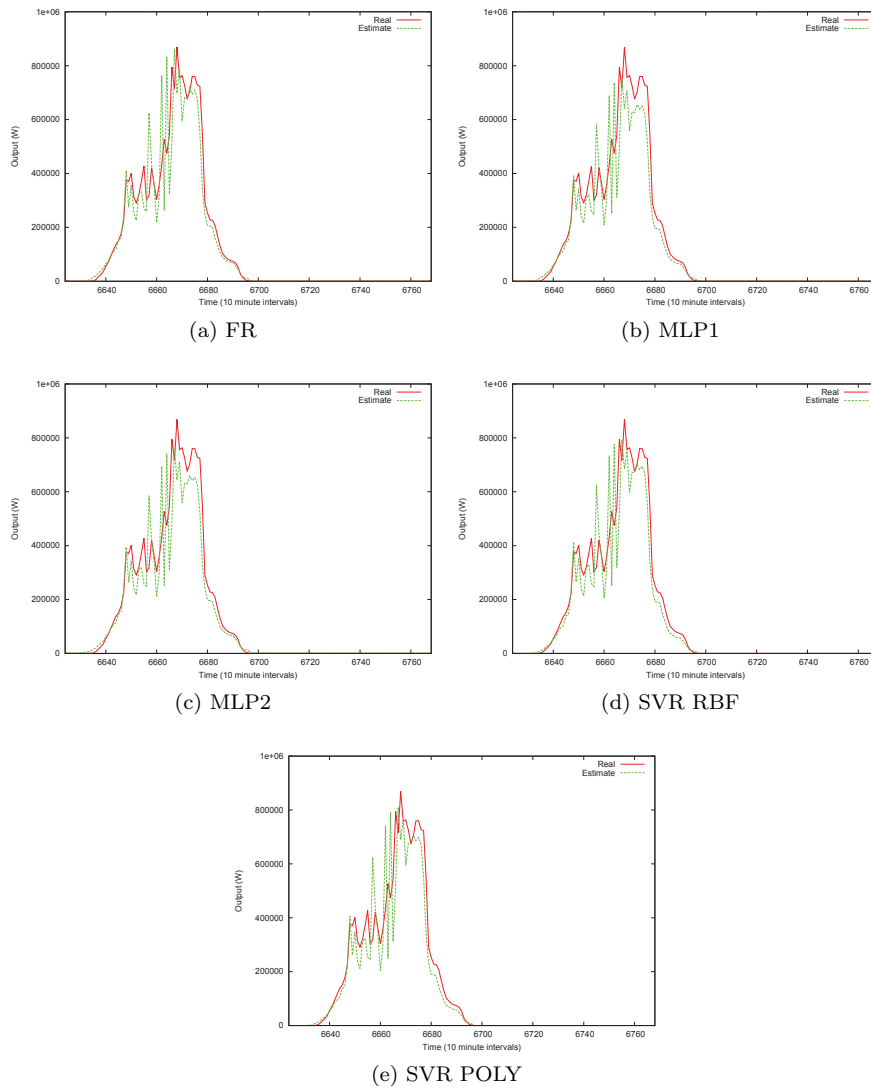 1e+06
Real
Estimate
800000
600000
400000
200000
0
Output (W)
6640 6660 6680 6700 6720 6740 6760
Time (10 minute intervals)
(a) FR
1e+06
Real
Estimate
800000
600000
400000
200000
0
Output (W)
6640 6660 6680 6700 6720 6740 6760
Time (10 minute intervals)
(b) MLP1
1e+06
Real
Estimate
800000
600000
400000
200000
0
Output (W)
6640 6660 6680 6700 6720 6740 6760
Time (10 minute intervals)
(c) MLP2
1e+06
Real
Estimate
800000
600000
400000
200000
0
Output (W)
6640 6660 6680 6700 6720 6740 6760
Time (10 minute intervals)
(d) SVR RBF
1e+06
Real
Estimate
800000
600000
400000
200000
0
Output (W)
6640 6660 6680 6700 6720 6740 6760
Time (10 minute intervals)
(e) SVR POLY